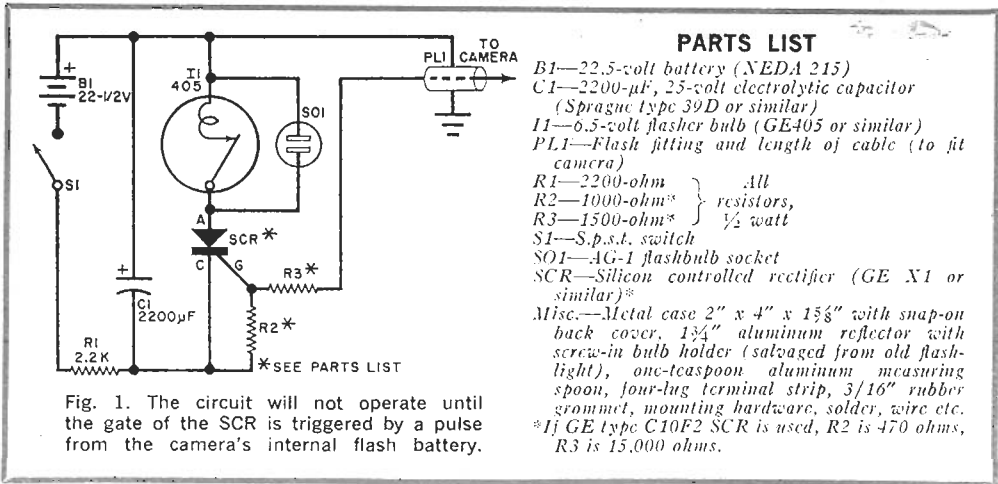 +
B1
22-1/2V
S1
+
C1
2200µF
R1
2.2K
I1
405
SO1
A
SCR*
C
G
R3*
R2*
*SEE PARTS LIST
PL1
TO
CAMERA
Fig. 1. The circuit will not operate until
the gate of the SCR is triggered by a pulse
from the camera's internal flash battery.
PARTS LIST
B1—22.5-volt battery (NEDA 215)
C1—2200-µF, 25-volt electrolytic capacitor
(Sprague type 39D or similar)
I1—6.5-volt flasher bulb (GE405 or similar)
PL1—Flash fitting and length of cable (to fit
camera)
R1—2200-ohm
R2—1000-ohm*
R3—1500-ohm*
All
resistors,
½ watt
S1—S.p.s.t. switch
SO1—AG-1 flashbulb socket
SCR—Silicon controlled rectifier (GE X1 or
similar)*
Misc.—Metal case 2" x 4" x 1⅝" with snap-on
back cover, 1¾" aluminum reflector with
screw-in bulb holder (salvaged from old flash-
light), one-teaspoon aluminum measuring
spoon, four-lug terminal strip, 3/16" rubber
grommet, mounting hardware, solder, wire etc.
*If GE type C10F2 SCR is used, R2 is 470 ohms,
R3 is 15,000 ohms.